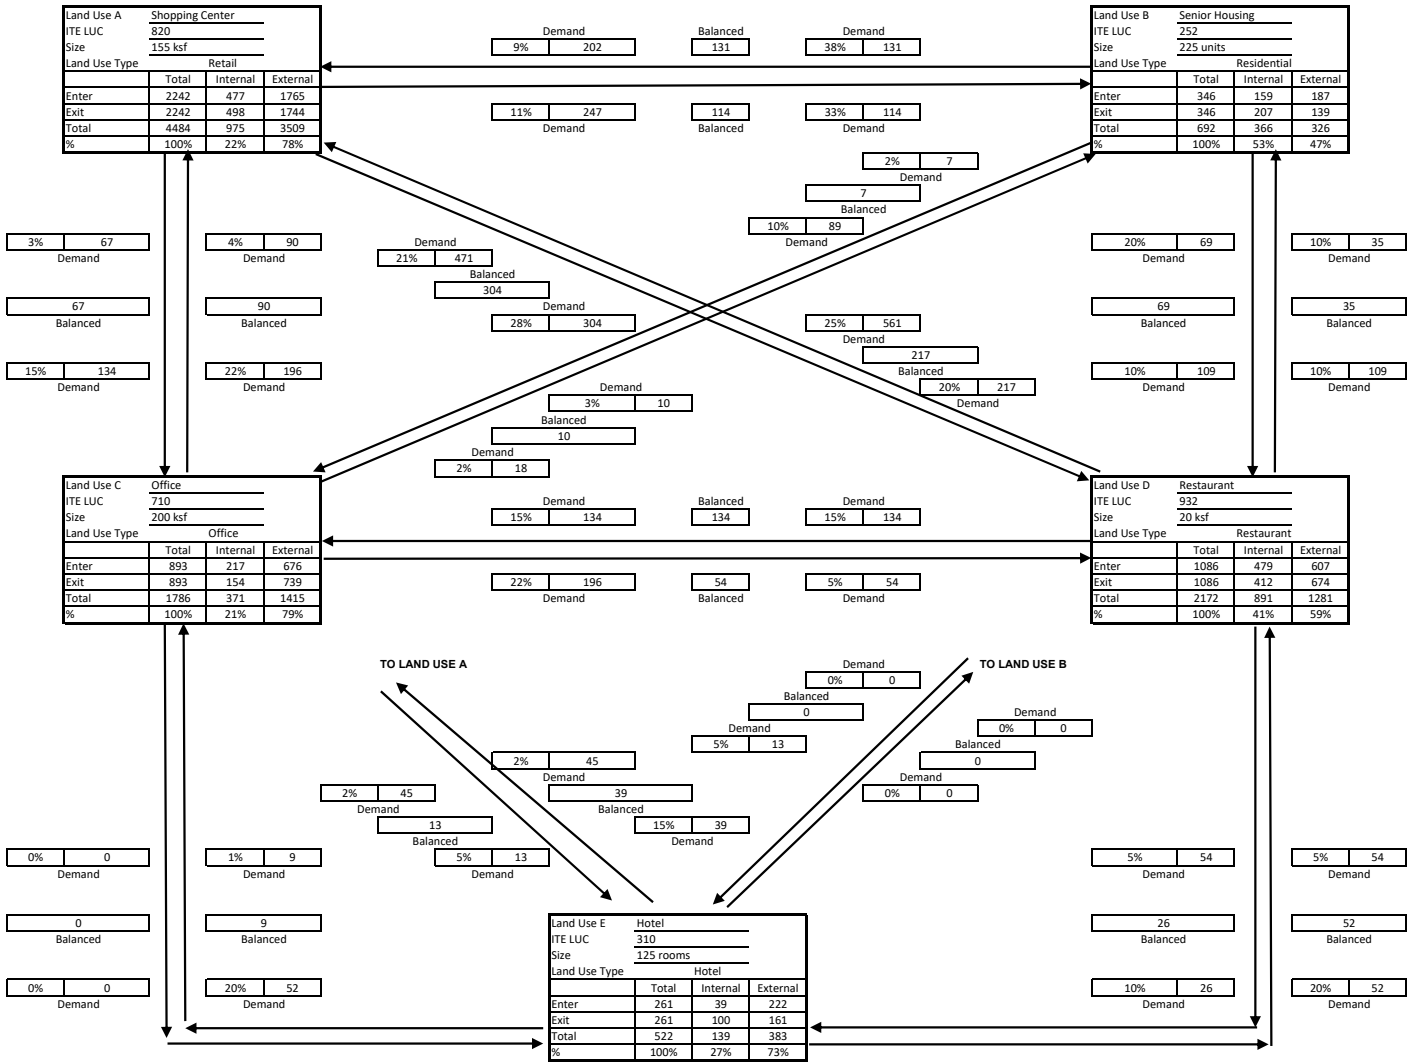 Land Use A Shopping Center
ITE LUC 820
Size 155 ksf
Land Use Type Retail
Total Internal External
Enter 2242 477 1765
Exit 2242 498 1744
Total 4484 975 3509
% 100% 22% 78%
Demand Balanced Demand
9% 202 131 38% 131
11% 247 114 33% 114
Demand Balanced Demand
Land Use B Senior Housing
ITE LUC 252
Size 225 units
Land Use Type Residential
Total Internal External
Enter 346 159 187
Exit 346 207 139
Total 692 366 326
% 100% 53% 47%
2% 7
Demand
7
Balanced
10% 89
Demand
3% 67 4% 90
Demand Demand
67 90
Balanced Balanced
15% 134 22% 196
Demand Demand
Demand
21% 471
Balanced
304
Demand
28% 304
25% 561
Demand
217
Balanced
20% 217
Demand
20% 69 10% 35
Demand Demand
69 35
Balanced Balanced
10% 109 10% 109
Demand Demand
Demand
3% 10
Balanced
10
Demand
2% 18
Land Use C Office
ITE LUC 710
Size 200 ksf
Land Use Type Office
Total Internal External
Enter 893 217 676
Exit 893 154 739
Total 1786 371 1415
% 100% 21% 79%
Demand Balanced Demand
15% 134 134 15% 134
22% 196 54 5% 54
Demand Balanced Demand
Land Use D Restaurant
ITE LUC 932
Size 20 ksf
Land Use Type Restaurant
Total Internal External
Enter 1086 479 607
Exit 1086 412 674
Total 2172 891 1281
% 100% 41% 59%
TO LAND USE A
TO LAND USE B
Demand
0% 0
Balanced
0
Demand
5% 13
Demand
0% 0
Balanced
0
Demand
0% 0
2% 45
Demand
39
Balanced
15% 39
Demand
2% 45
Demand
13
Balanced
5% 13
Demand
0% 0 1% 9
Demand Demand
0 9
Balanced Balanced
0% 0 20% 52
Demand Demand
5% 54 5% 54
Demand Demand
26 52
Balanced Balanced
10% 26 20% 52
Demand Demand
Land Use E Hotel
ITE LUC 310
Size 125 rooms
Land Use Type Hotel
Total Internal External
Enter 261 39 222
Exit 261 100 161
Total 522 139 383
% 100% 27% 73%